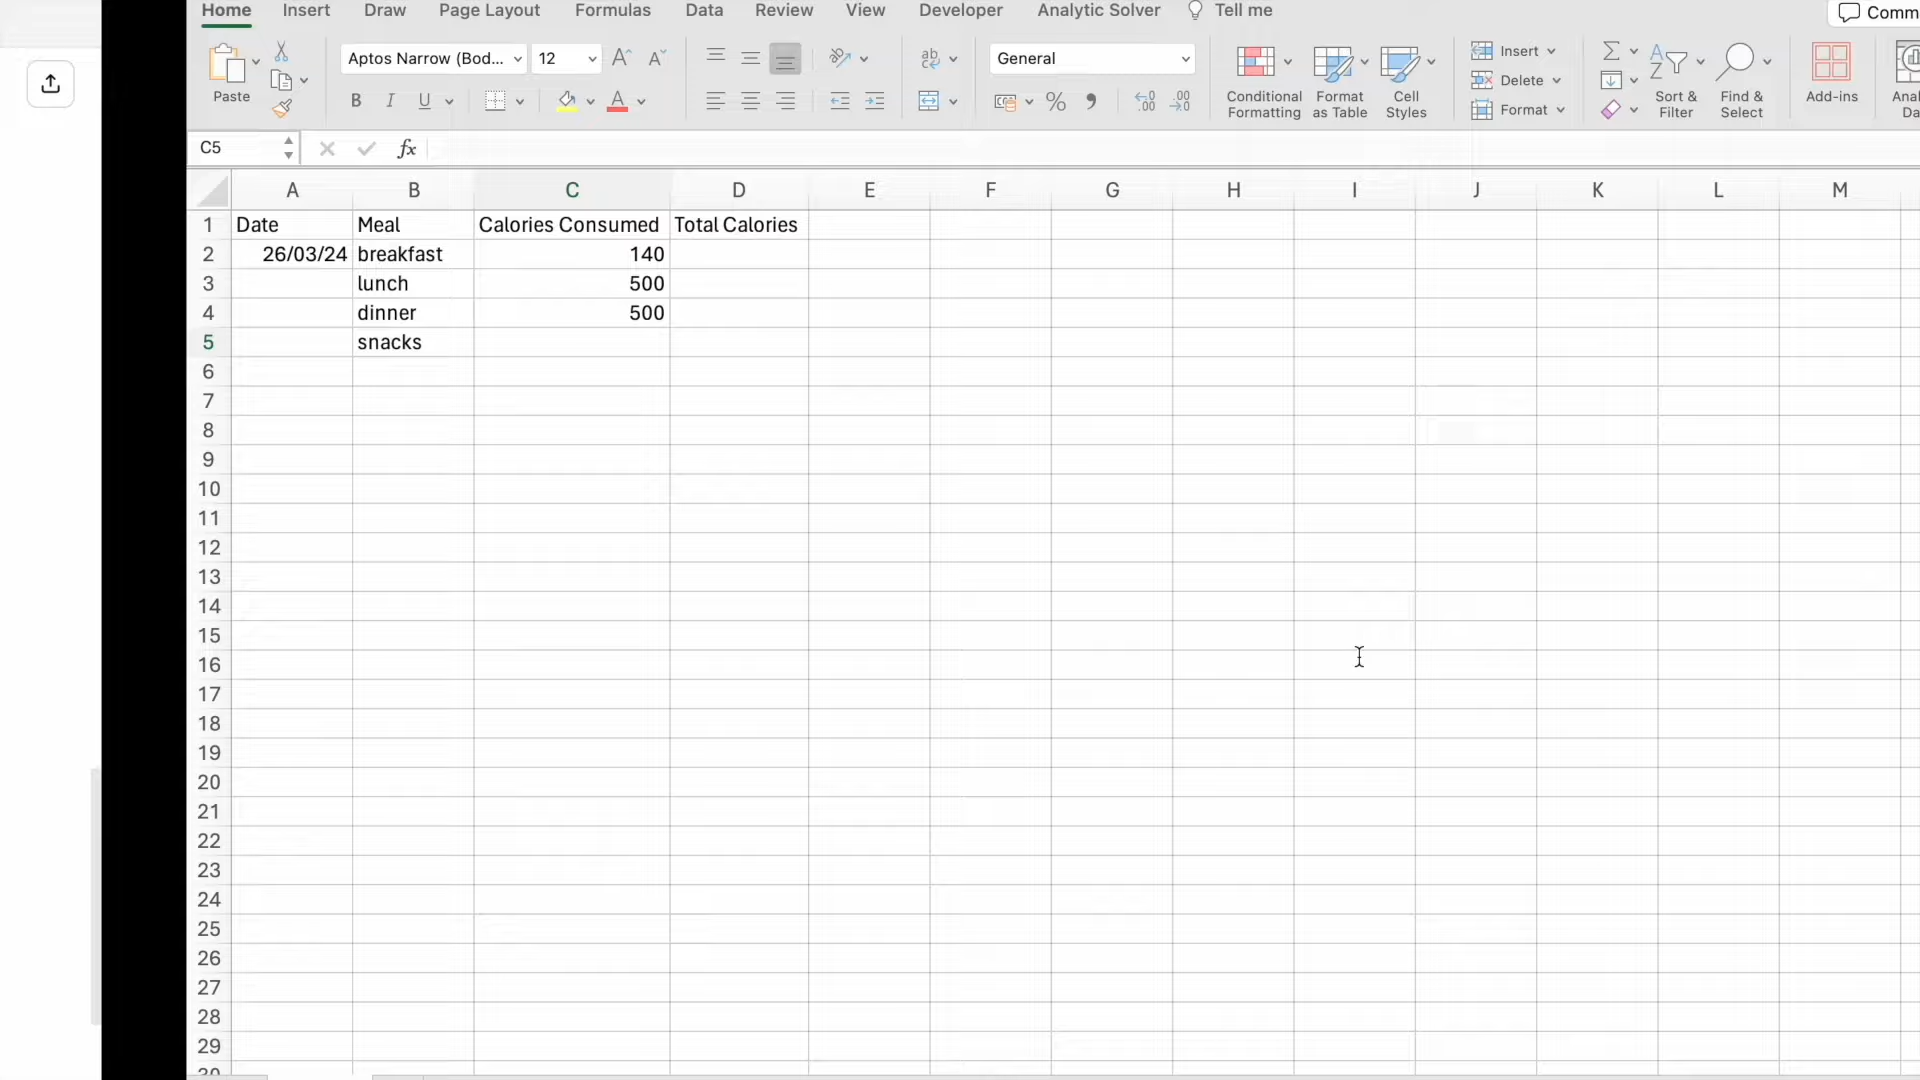 Home Insert Draw Page Layout Formulas Data Review View Developer Analytic Solver Tell me
Paste
Aptos Narrow (Bod... 12
B I U
ab
General
Conditional Formatting
Format as Table
Cell Styles
Insert
Delete
Format
Sort & Filter
Find & Select
Add-ins
C5 fx
A B C D E F G H I J K L M
1 Date Meal Calories Consumed Total Calories
2 26/03/24 breakfast 140
3 lunch 500
4 dinner 500
5 snacks
6
7
8
9
10
11
12
13
14
15
16
17
18
19
20
21
22
23
24
25
26
27
28
29